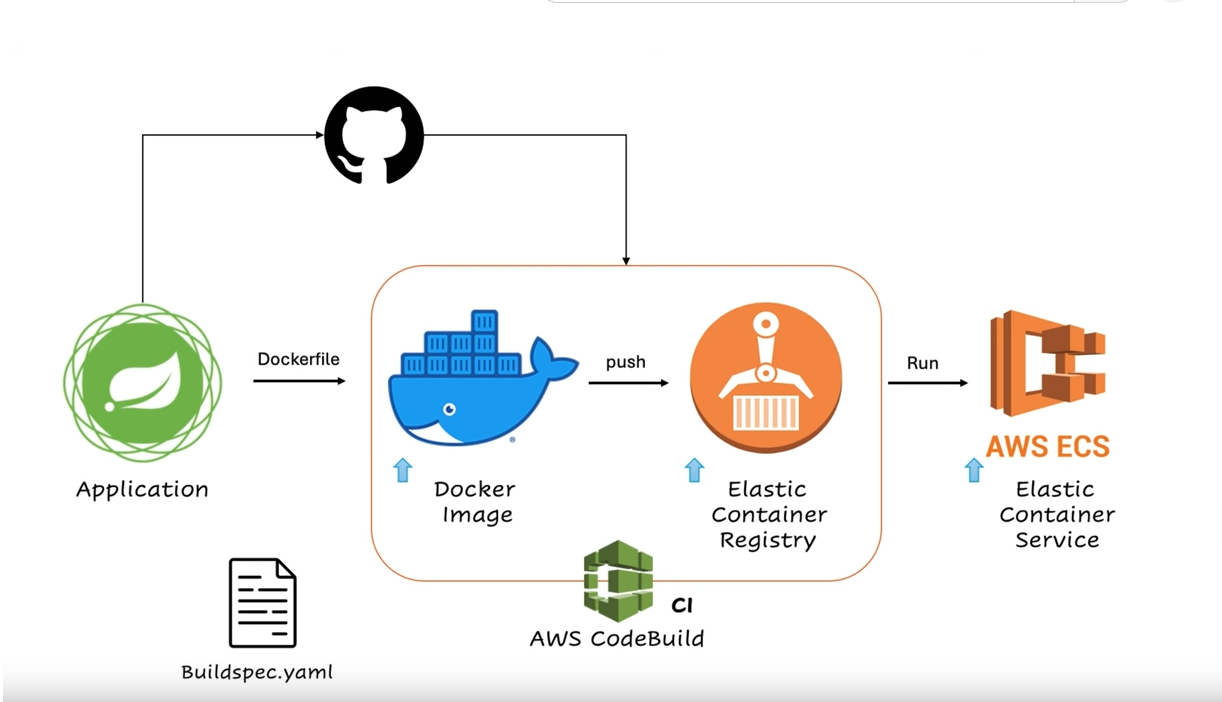 Dockerfile
push
Run
AWS ECS
Application
Docker
Image
Elastic
Container
Registry
Elastic
Container
Service
CI
AWS CodeBuild
Buildspec.yaml